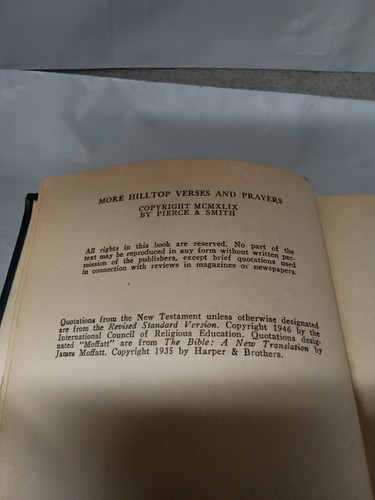 MORE HILLTOP VERSES AND PRAYERS
COPYRIGHT MCMXLIX
BY PIERCE & SMITH
All rights in this book are reserved. No part of the
text may be reproduced in any form without written per-
mission of the publishers, except brief quotations used
in connection with reviews in magazines or newspapers.
Quotations from the New Testament unless otherwise designated
are from the Revised Standard Version. Copyright 1946 by the
International Council of Religious Education. Quotations desig-
nated "Moffatt" are from The Bible: A New Translation by
James Moffatt. Copyright 1935 by Harper & Brothers.